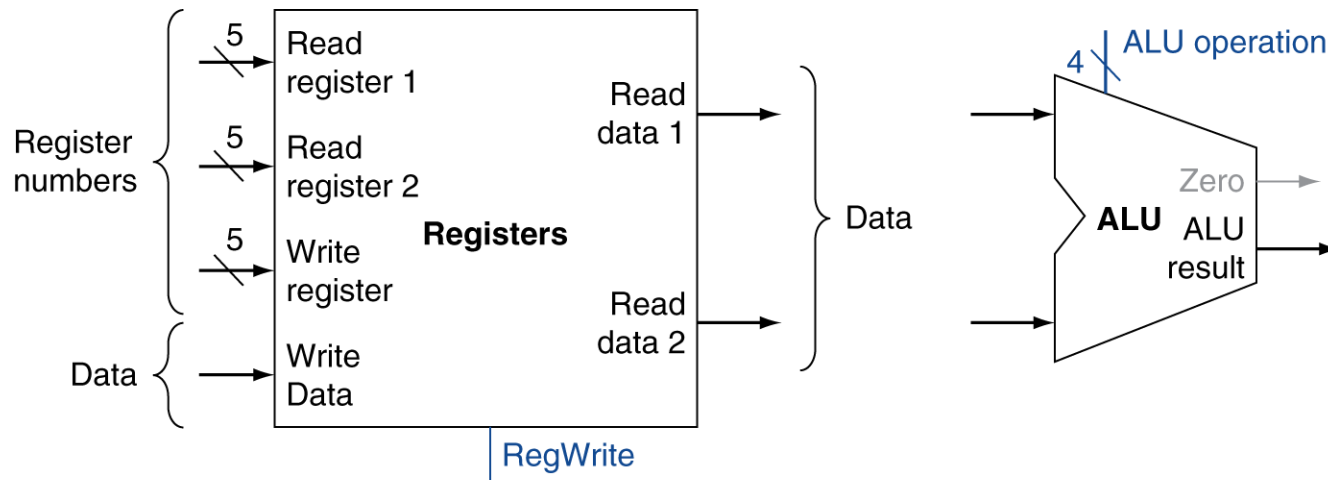 Register
numbers
Data
5
Read
register 1
5
Read
register 2
5
Write
register
Write
Data
Registers
Read
data 1
Read
data 2
RegWrite
Data
4
ALU operation
Zero
ALU
ALU
result